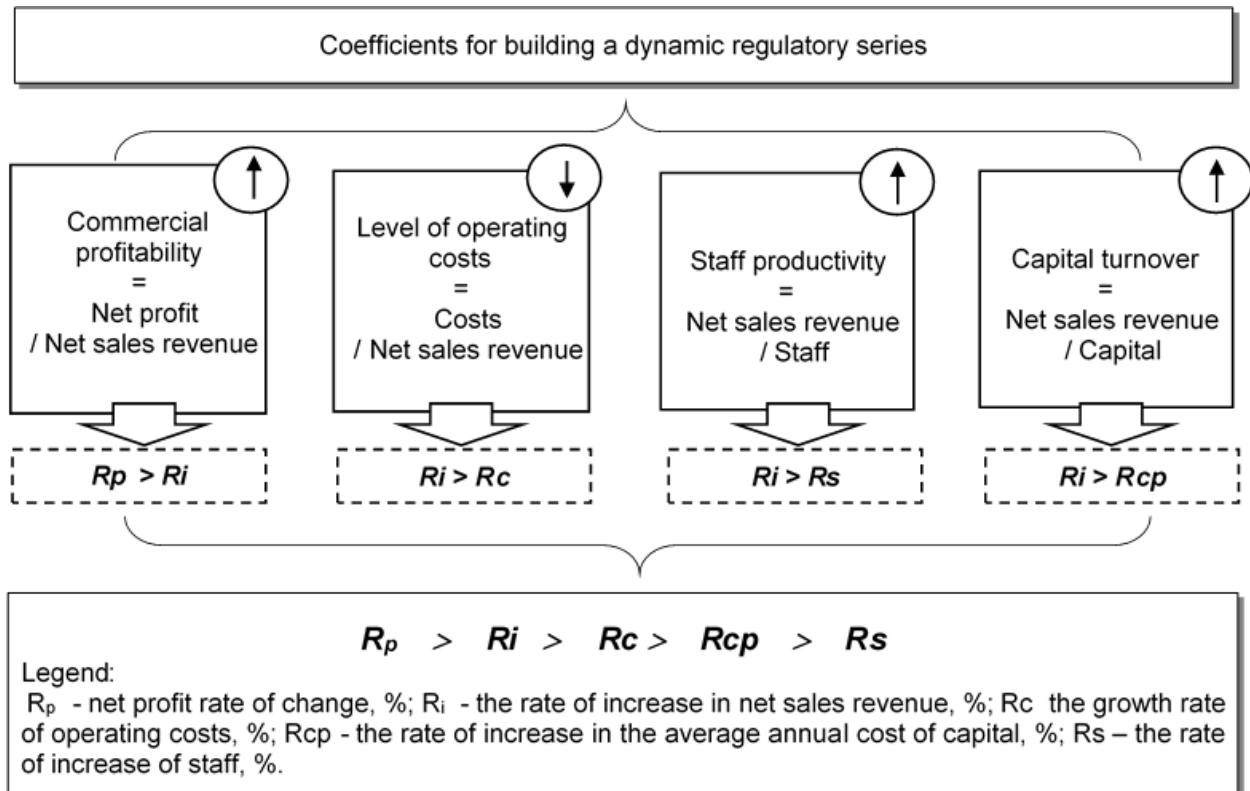 Coefficients for building a dynamic regulatory series
Commercial
profitability
=
Net profit
/ Net sales revenue
Level of operating
costs
=
Costs
/ Net sales revenue
Staff productivity
=
Net sales revenue
/ Staff
Capital turnover
=
Net sales revenue
/ Capital
Rp > Ri
Ri > Rc
Ri > Rs
Ri > Rcp
Rp > Ri > Rc > Rcp > Rs
Legend:
Rp - net profit rate of change, %; Ri - the rate of increase in net sales revenue, %; Rc the growth rate
of operating costs, %; Rcp - the rate of increase in the average annual cost of capital, %; Rs – the rate
of increase of staff, %.